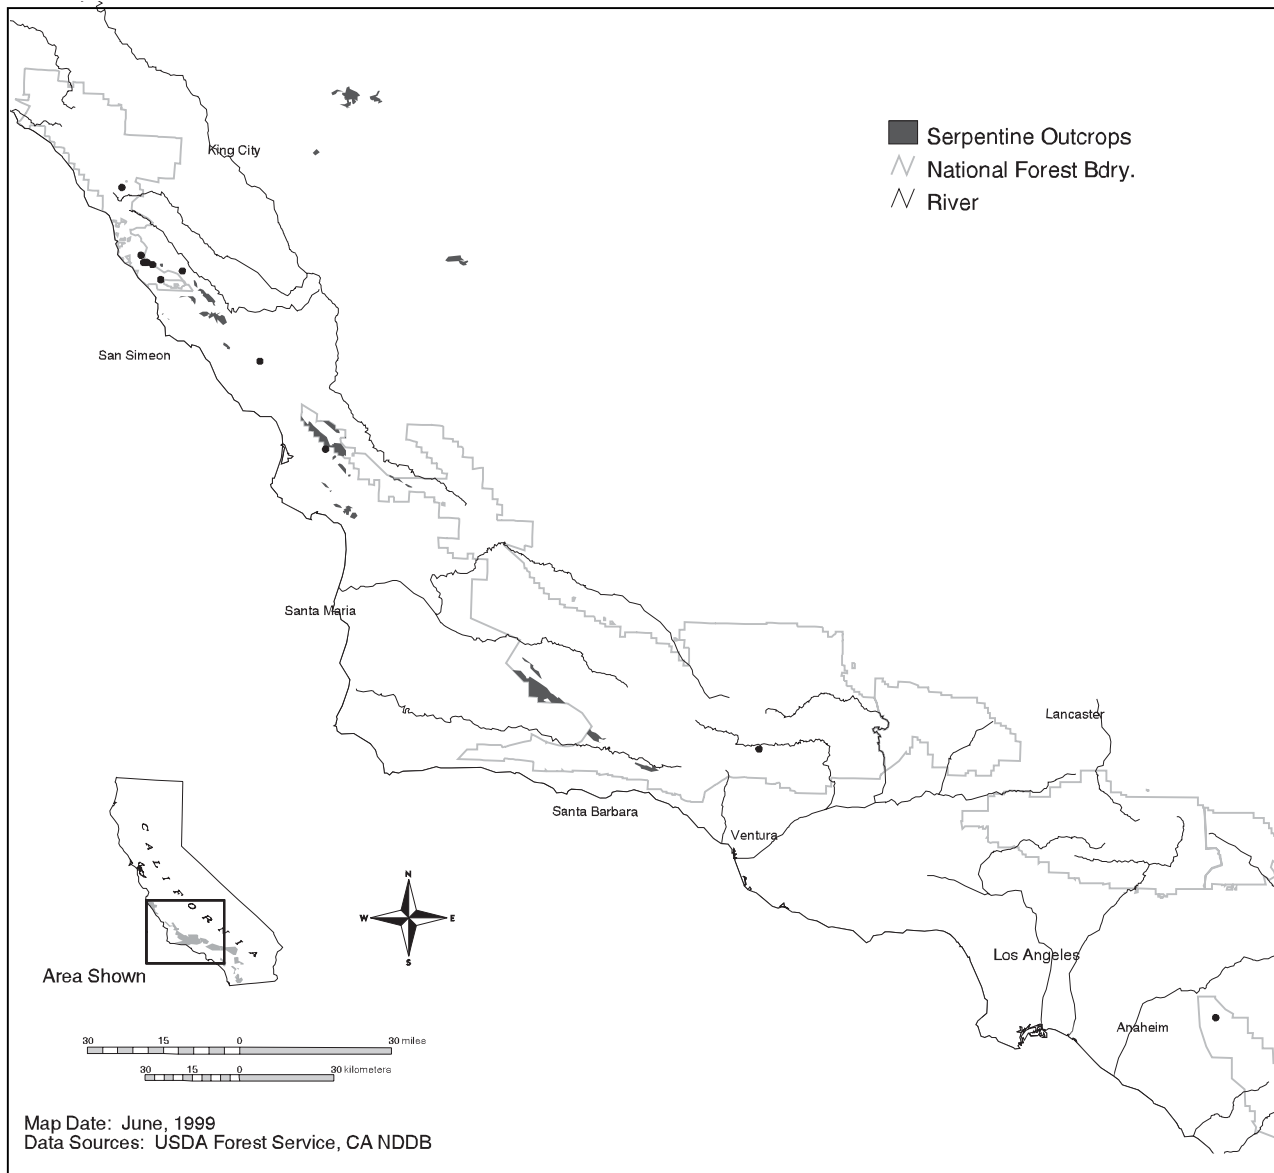 King City
Serpentine Outcrops
National Forest Bdry.
River
San Simeon
Santa Maria
Lancaster
Santa Barbara
Ventura
CALIFORNIA
N
W E
S
Los Angeles
Area Shown
Anaheim
30 15 0 30 miles
30 15 0 30 kilometers
Map Date: June, 1999
Data Sources: USDA Forest Service, CA NDDB